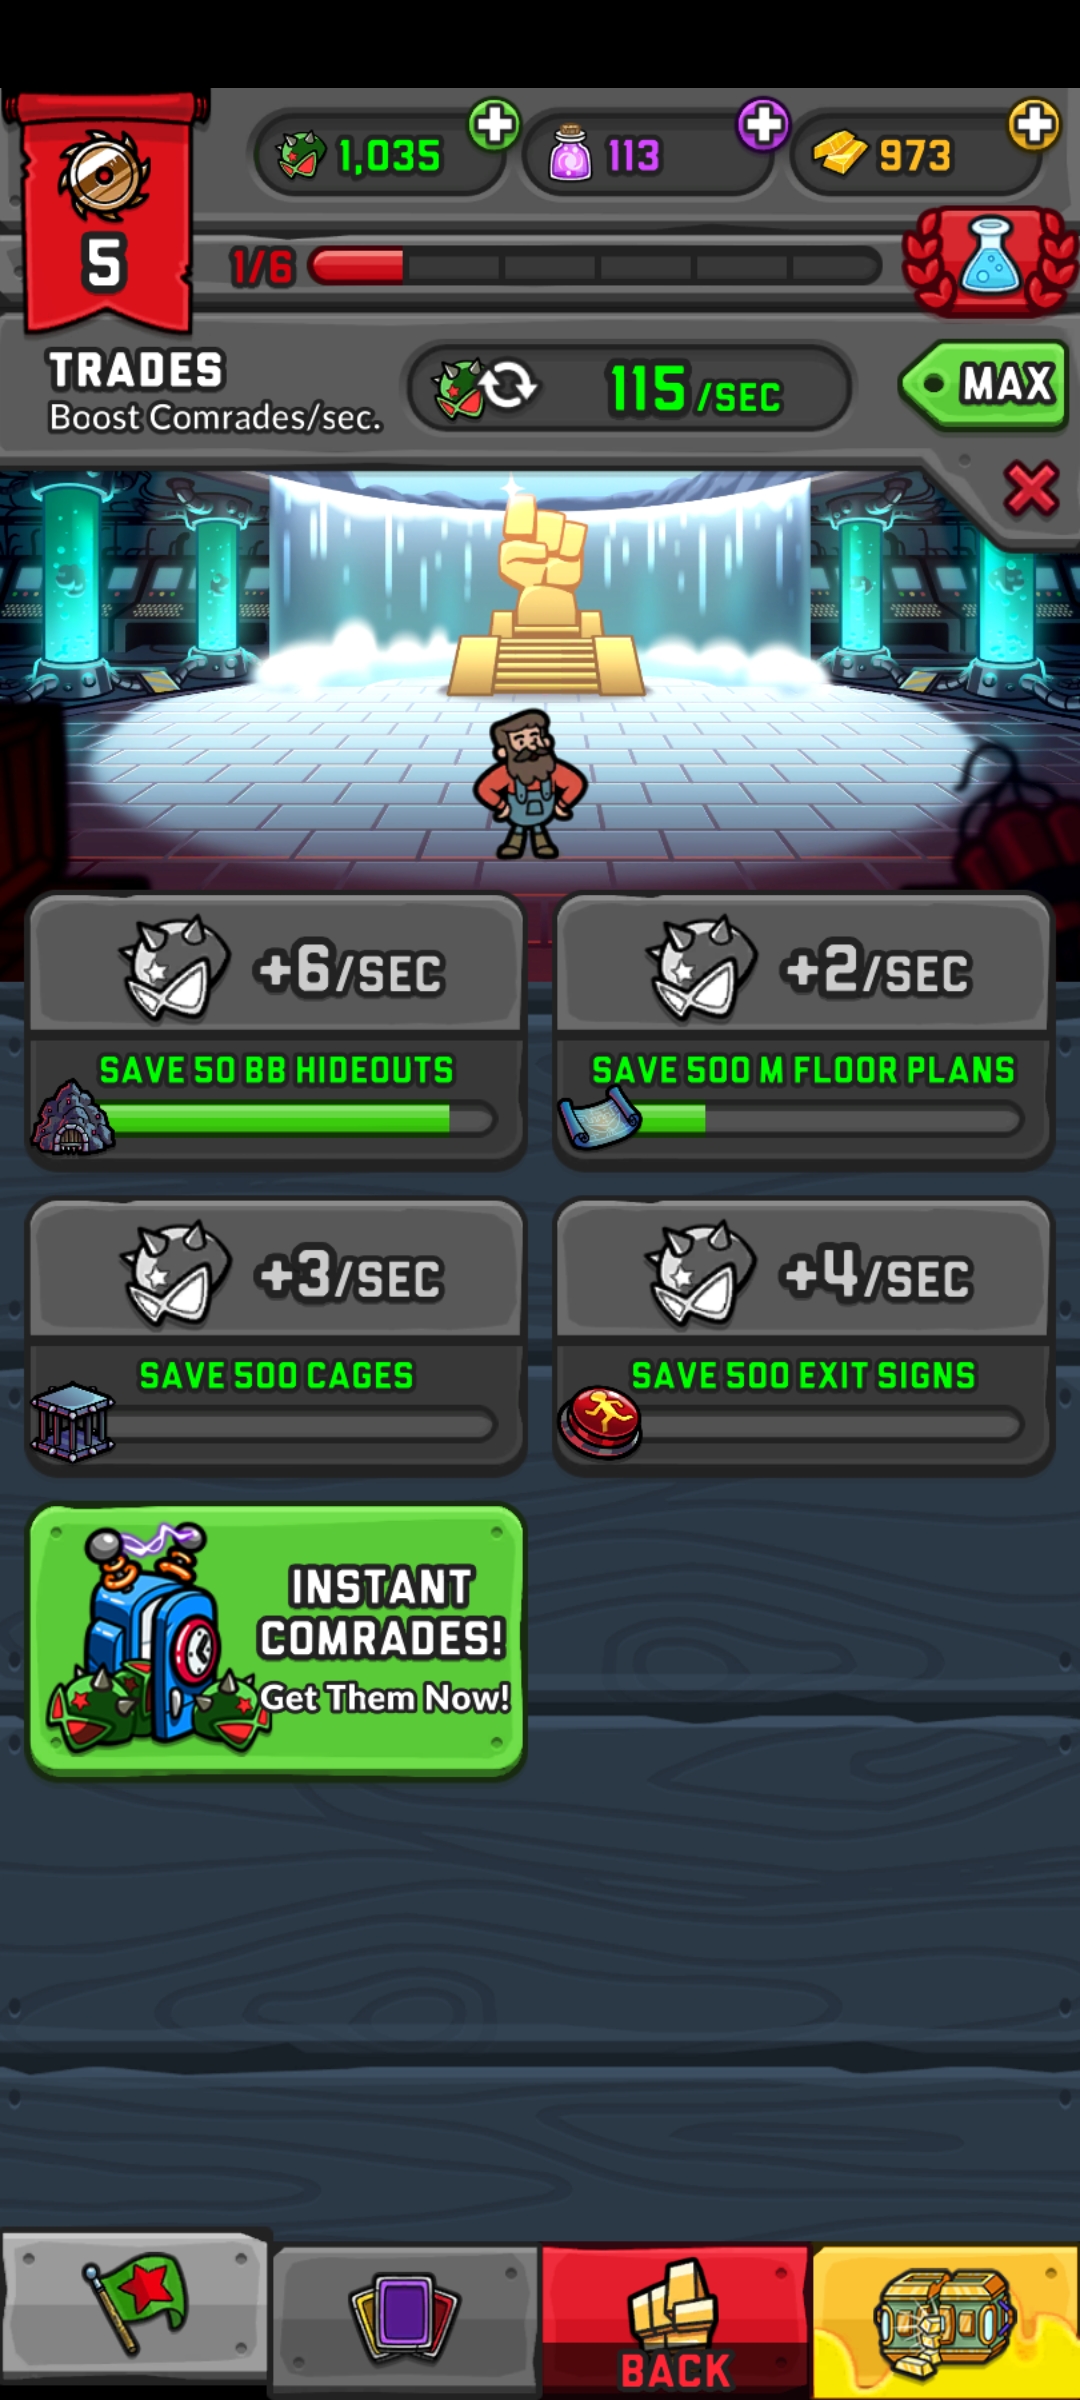 1,035
113
973
5
1/6
TRADES
Boost Comrades/sec.
115/SEC
MAX
+6/SEC
SAVE 50 BB HIDEOUTS
+2/SEC
SAVE 500 M FLOOR PLANS
+3/SEC
SAVE 500 CAGES
+4/SEC
SAVE 500 EXIT SIGNS
INSTANT
COMRADES!
Get Them Now!
BACK